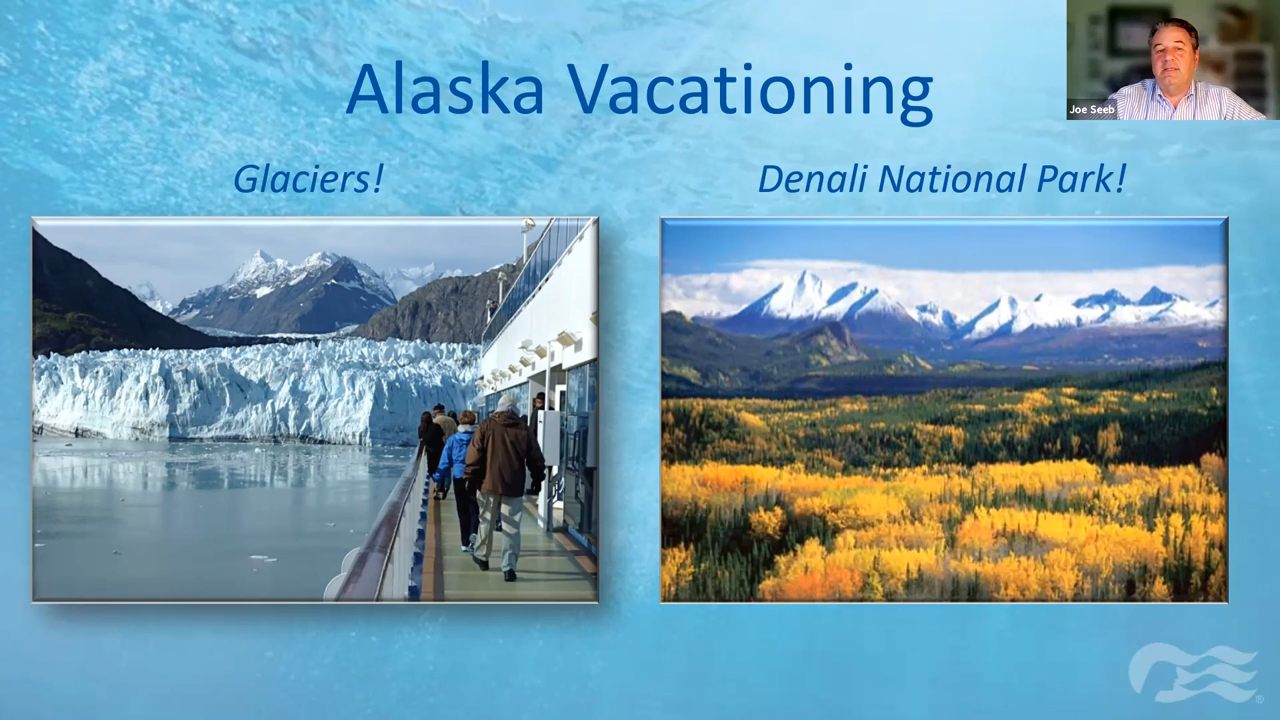 Alaska Vacationing
Joe Seeb
Glaciers!
Denali National Park!
®